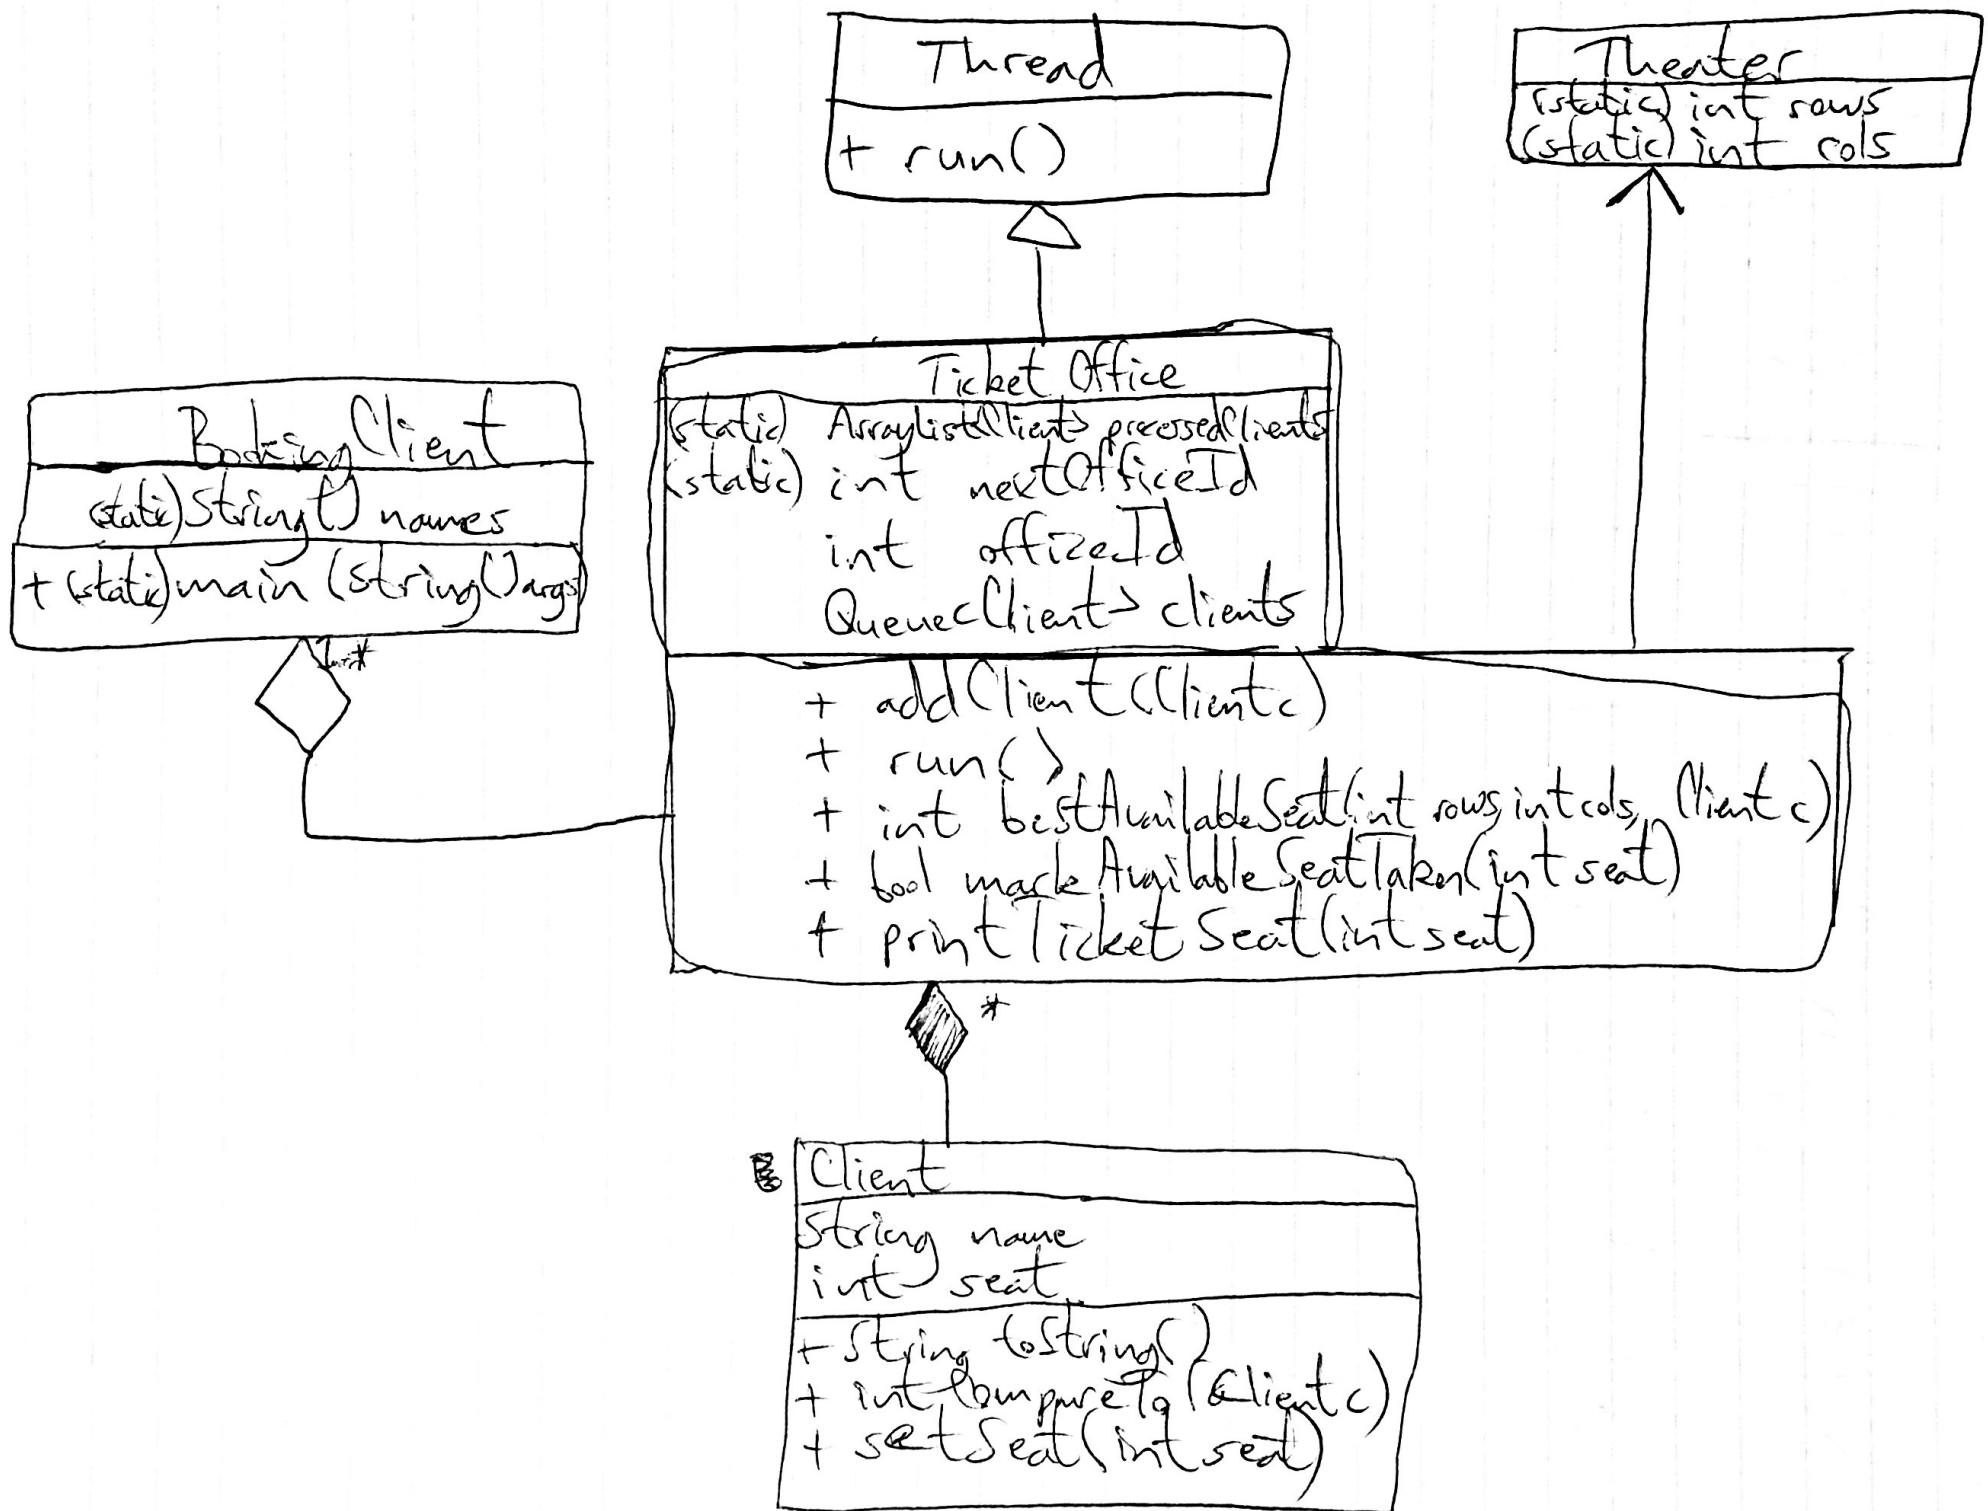 Thread
+ run()
Theater
(static) int rows
(static) int cols
Ticket Office
(static) ArrayList<Client> processedClients
(static) int nextOfficeId
int officeId
Queue<Client> clients
+ addClient(Client c)
+ run()
+ int bestAvailableSeat(int rows, int cols, Client c)
+ bool markAvailableSeatTaken(int seat)
+ printTicketSeat(int seat)
BookingClient
(static) String[] names
+ (static) main (String[] args)
*
Client
String name
int seat
+ String toString()
+ int CompareTo(Client c)
+ setSeat(int seat)